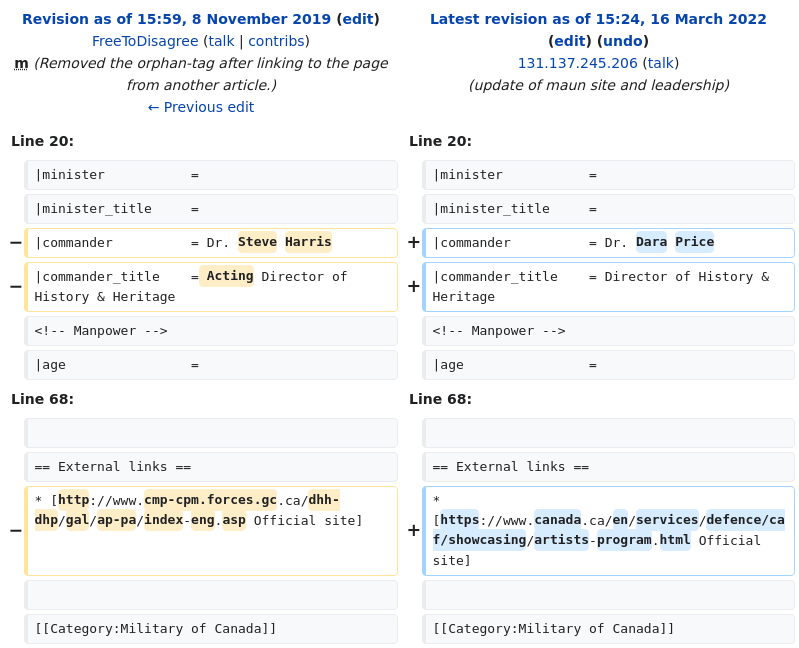 Revision as of 15:59, 8 November 2019 (edit)
FreeToDisagree (talk | contribs)
m (Removed the orphan-tag after linking to the page
from another article.)
← Previous edit
Latest revision as of 15:24, 16 March 2022
(edit) (undo)
131.137.245.206 (talk)
(update of maun site and leadership)
Line 20:
Line 20:
|minister           =
|minister           =
|minister_title     =
|minister_title     =
− |commander          = Dr. Steve Harris
+ |commander          = Dr. Dara Price
− |commander_title    = Acting Director of
History & Heritage
+ |commander_title    = Director of History &
Heritage
<!-- Manpower -->
<!-- Manpower -->
|age                =
|age                =
Line 68:
Line 68:
== External links ==
== External links ==
− * [http://www.cmp-cpm.forces.gc.ca/dhh-
dhp/gal/ap-pa/index-eng.asp Official site]
+ *
[https://www.canada.ca/en/services/defence/ca
f/showcasing/artists-program.html Official
site]
[[Category:Military of Canada]]
[[Category:Military of Canada]]